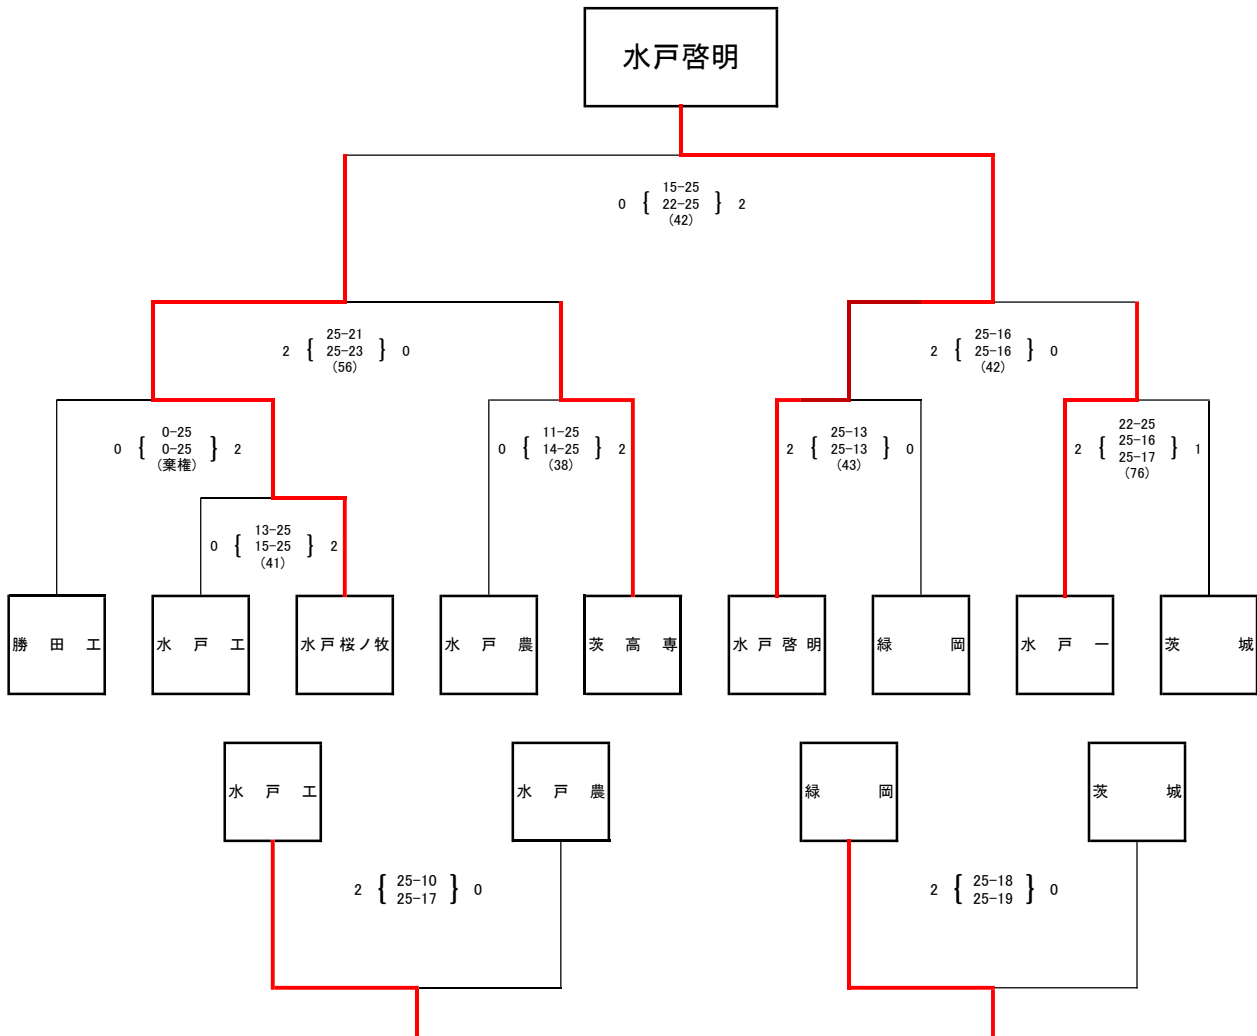 水戸啓明
15-25
0 { 22-25 } 2
(42)
25-21
2 { 25-23 } 0
(56)
25-16
2 { 25-16 } 0
(42)
0-25
0 { 0-25 } 2
(棄権)
11-25
0 { 14-25 } 2
(38)
25-13
2 { 25-13 } 0
(43)
22-25
2 { 25-16 } 1
25-17
(76)
13-25
0 { 15-25 } 2
(41)
勝田工
水戸工
水戸桜ノ牧
水戸農
茨高専
水戸啓明
緑岡
水戸一
茨城
水戸工
水戸農
緑岡
茨城
2 { 25-10 } 0
25-17
2 { 25-18 } 0
25-19